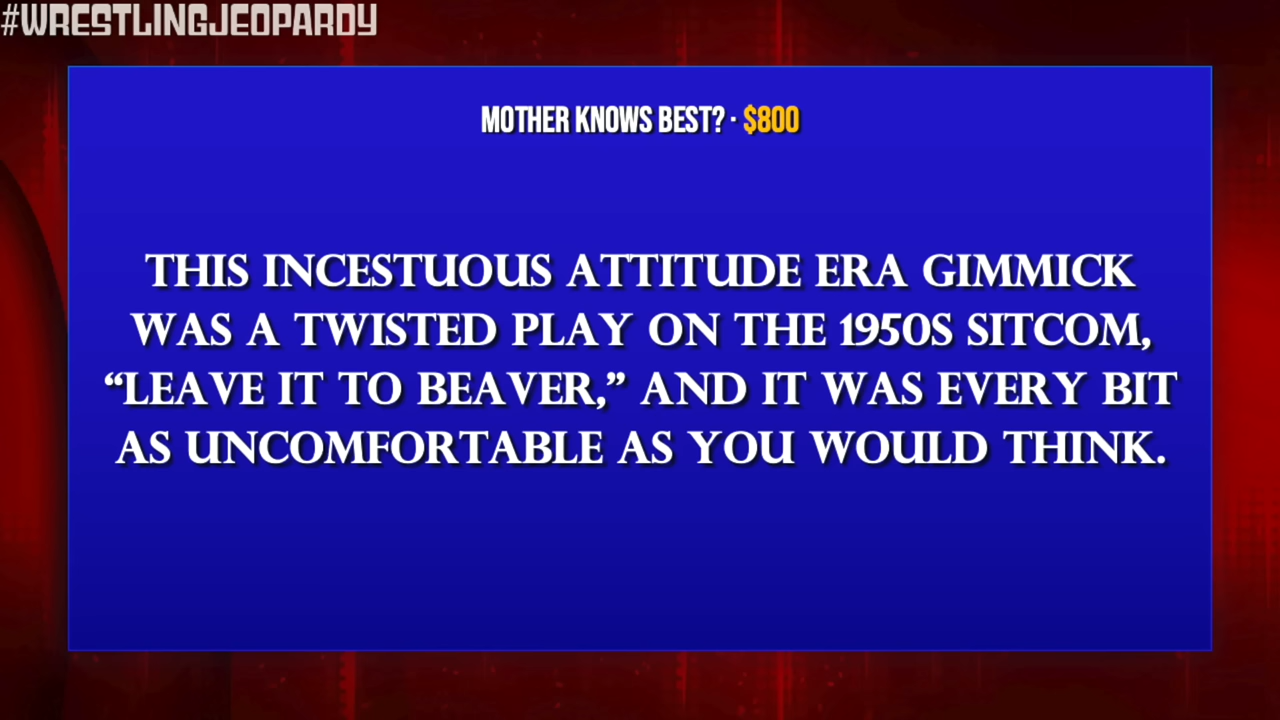 #WRESTLINGJEOPARDY
MOTHER KNOWS BEST? · $800
THIS INCESTUOUS ATTITUDE ERA GIMMICK
WAS A TWISTED PLAY ON THE 1950S SITCOM,
“LEAVE IT TO BEAVER,” AND IT WAS EVERY BIT
AS UNCOMFORTABLE AS YOU WOULD THINK.